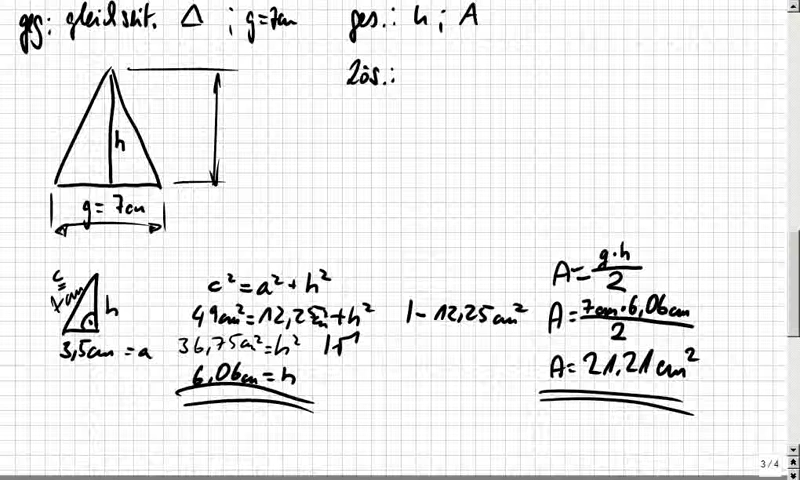 geg: gleichseit. Δ ; g=7cm ges.: h ; A
Lös.:
h
g = 7cm
c = 7cm
h
3,5cm = a
c² = a² + h²
49cm² = 12,25cm² + h² | - 12,25cm²
36,75cm² = h² | √
6,06cm = h
A = g·h / 2
A = 7cm · 6,06cm / 2
A = 21,21cm²
3 / 4